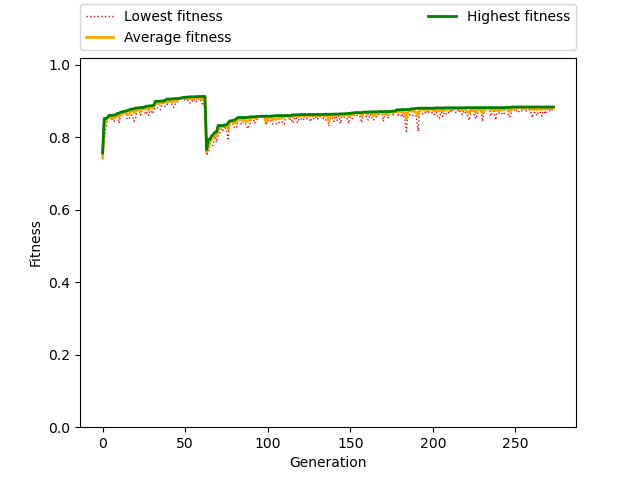 Lowest fitness
Average fitness
Highest fitness
1.0
0.8
0.6
0.4
0.2
0.0
Fitness
0 50 100 150 200 250
Generation